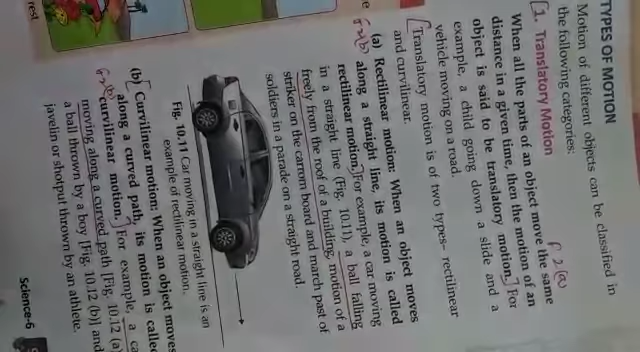 TYPES OF MOTION
Motion of different objects can be classified in
the following categories:
1. Translatory Motion
When all the parts of an object move the same
distance in a given time, then the motion of an
object is said to be translatory motion. For
example, a child going down a slide and a
vehicle moving on a road.
Translatory motion is of two types- rectilinear
and curvilinear.
(a) Rectilinear motion: When an object moves
along a straight line, its motion is called
rectilinear motion. For example, a car moving
in a straight line (Fig. 10.11), a ball falling
freely from the roof of a building, motion of a
striker on the carrom board and march past of
soldiers in a parade on a straight road.
Fig. 10.11 Car moving in a straight line is an
example of rectilinear motion.
(b) Curvilinear motion: When an object moves
along a curved path, its motion is called
curvilinear motion. For example, a ca
moving along a curved path [Fig. 10.12 (a)
a ball thrown by a boy [Fig. 10.12 (b)] and
javelin or shotput thrown by an athlete.
Science-6
rest